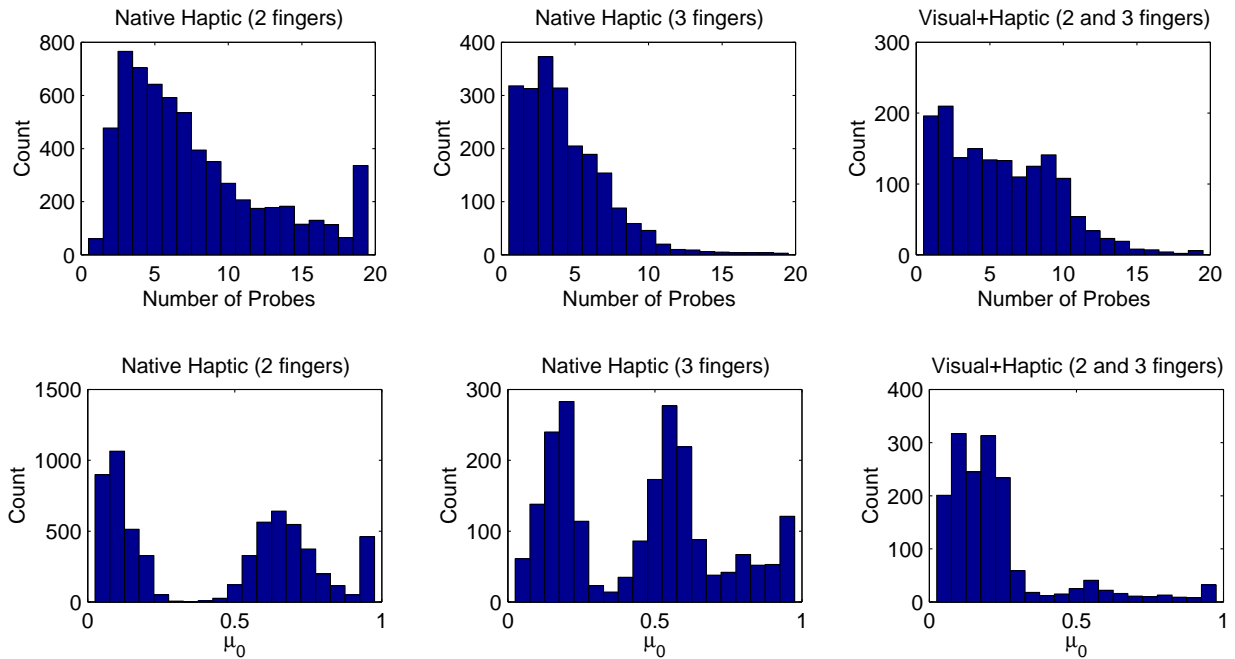 Native Haptic (2 fingers)
800
600
400
200
0
0 5 10 15 20
Count
Number of Probes
Native Haptic (3 fingers)
400
300
200
100
0
0 5 10 15 20
Count
Number of Probes
Visual+Haptic (2 and 3 fingers)
300
200
100
0
0 5 10 15 20
Count
Number of Probes
Native Haptic (2 fingers)
1500
1000
500
0
0 0.5 1
Count
μ0
Native Haptic (3 fingers)
300
200
100
0
0 0.5 1
Count
μ0
Visual+Haptic (2 and 3 fingers)
400
300
200
100
0
0 0.5 1
Count
μ0